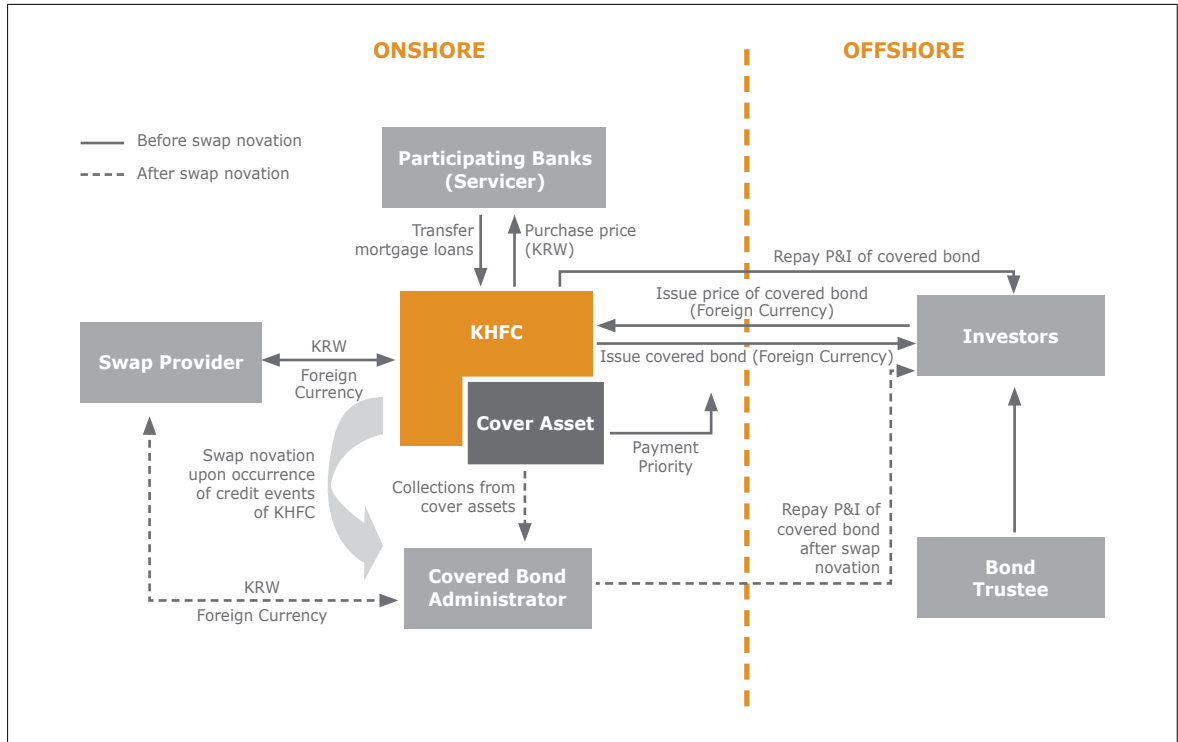 ONSHORE
OFFSHORE
Before swap novation
After swap novation
Participating Banks
(Servicer)
Transfer
mortgage loans
Purchase price
(KRW)
Repay P&I of covered bond
Issue price of covered bond
(Foreign Currency)
KHFC
Investors
Swap Provider
KRW
Foreign
Currency
Issue covered bond (Foreign Currency)
Cover Asset
Payment
Priority
Swap novation
upon occurrence
of credit events
of KHFC
Collections from
cover assets
Repay P&I of
covered bond
after swap
novation
Covered Bond
Administrator
Bond
Trustee
KRW
Foreign Currency